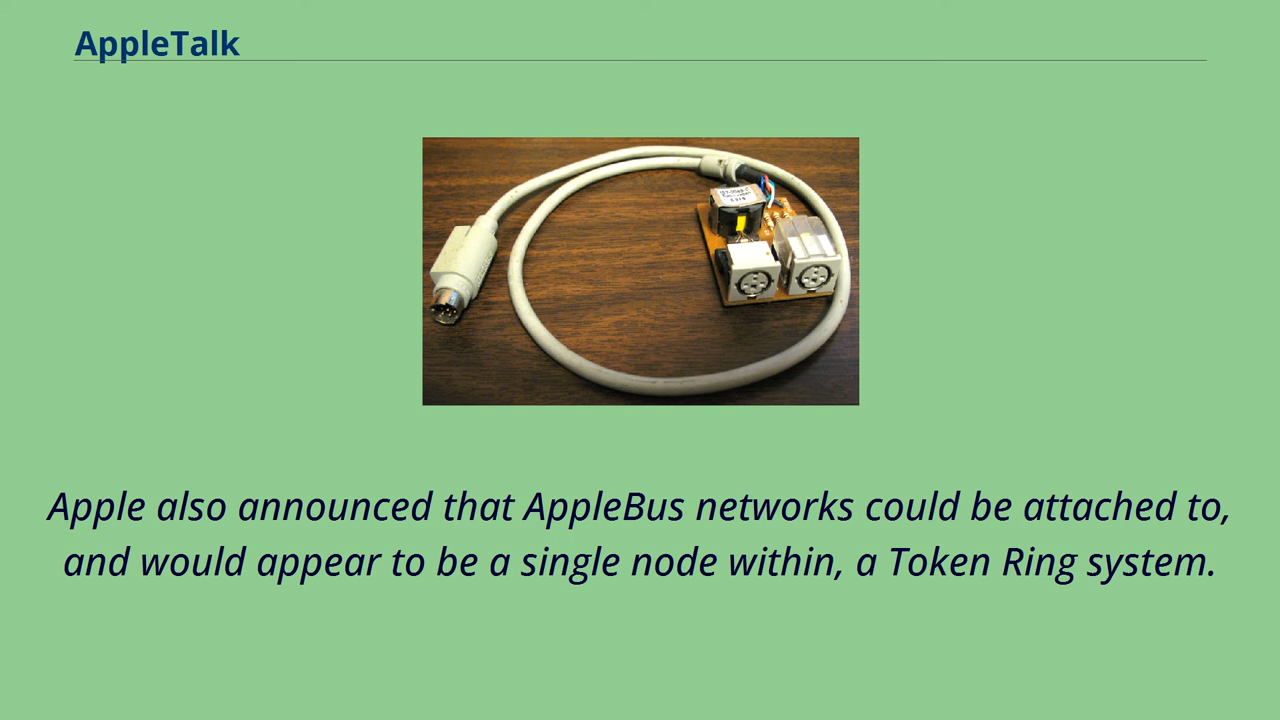 AppleTalk
Apple also announced that AppleBus networks could be attached to,
and would appear to be a single node within, a Token Ring system.